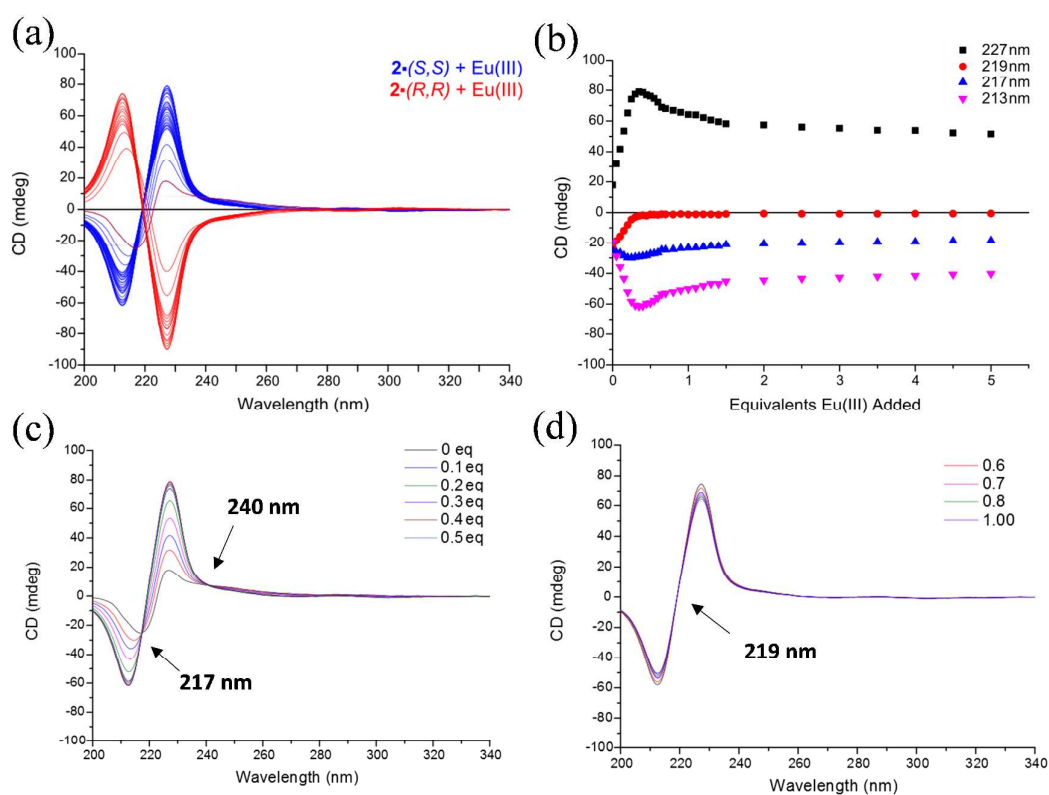 (a)
2•(S,S) + Eu(III)
2•(R,R) + Eu(III)
CD (mdeg)
100
80
60
40
20
0
-20
-40
-60
-80
-100
200 220 240 260 280 300 320 340
Wavelength (nm)
(b)
227nm
219nm
217nm
213nm
CD (mdeg)
100
80
60
40
20
0
-20
-40
-60
-80
-100
0 1 2 3 4 5
Equivalents Eu(III) Added
(c)
0 eq
0.1 eq
0.2 eq
0.3 eq
0.4 eq
0.5 eq
240 nm
217 nm
CD (mdeg)
100
80
60
40
20
0
-20
-40
-60
-80
-100
200 220 240 260 280 300 320 340
Wavelength (nm)
(d)
0.6
0.7
0.8
1.00
219 nm
CD (mdeg)
100
80
60
40
20
0
-20
-40
-60
-80
-100
200 220 240 260 280 300 320 340
Wavelength (nm)